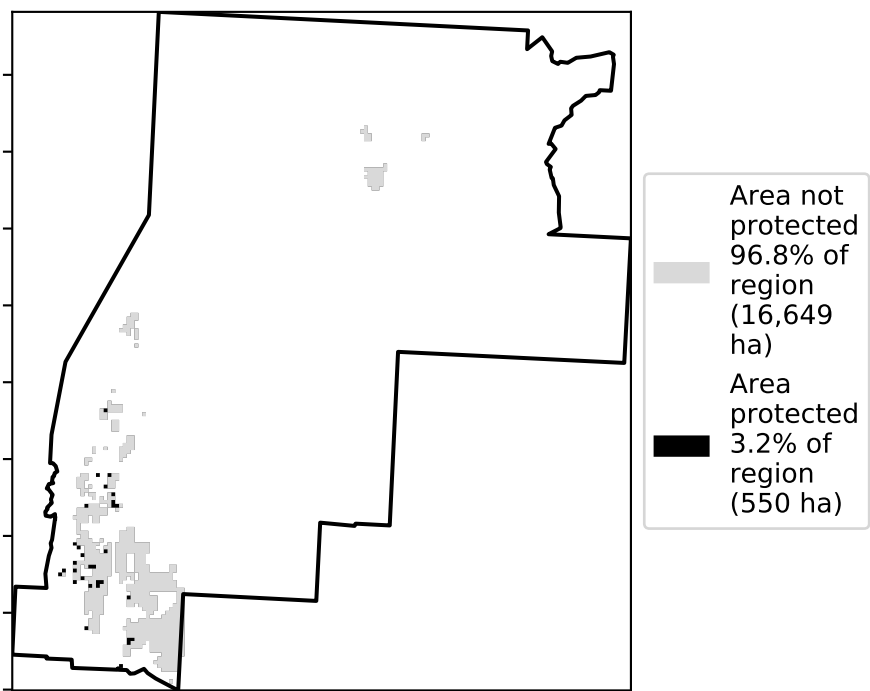 Area not
protected
96.8% of
region
(16,649
ha)
Area
protected
3.2% of
region
(550 ha)